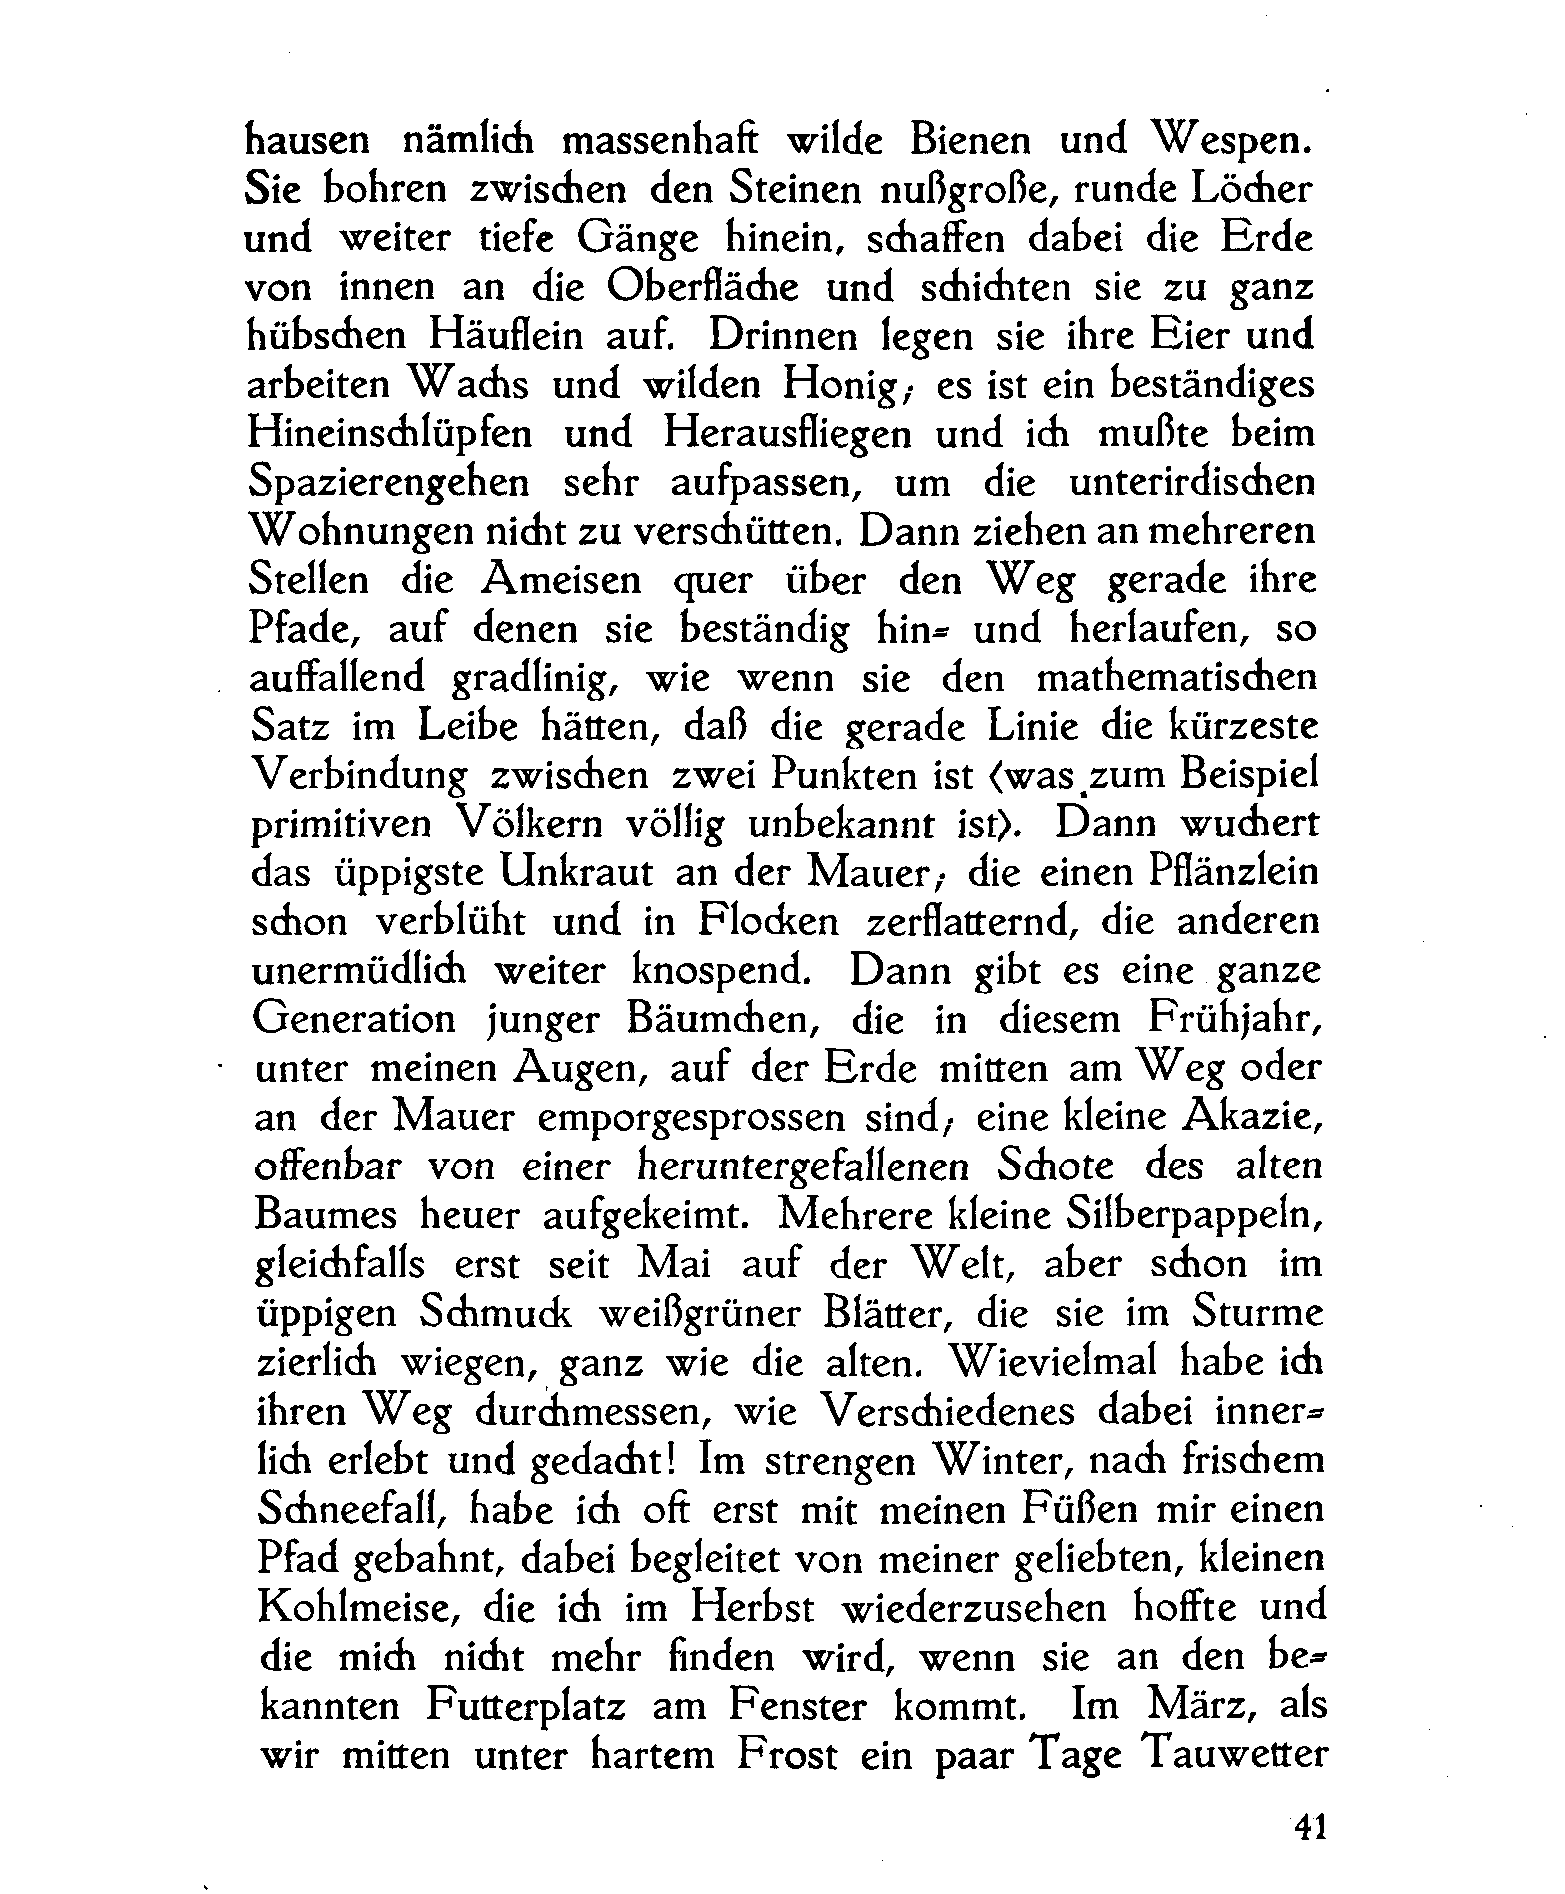 hausen nämlich massenhaft wilde Bienen und Wespen.
Sie bohren zwischen den Steinen nußgroße, runde Löcher
und weiter tiefe Gänge hinein, schaffen dabei die Erde
von innen an die Oberfläche und schichten sie zu ganz
hübschen Häuflein auf. Drinnen legen sie ihre Eier und
arbeiten Wachs und wilden Honig; es ist ein beständiges
Hineinschlüpfen und Herausfliegen und ich mußte beim
Spazierengehen sehr aufpassen, um die unterirdischen
Wohnungen nicht zu verschütten. Dann ziehen an mehreren
Stellen die Ameisen quer über den Weg gerade ihre
Pfade, auf denen sie beständig hin- und herlaufen, so
auffallend gradlinig, wie wenn sie den mathematischen
Satz im Leibe hätten, daß die gerade Linie die kürzeste
Verbindung zwischen zwei Punkten ist (was zum Beispiel
primitiven Völkern völlig unbekannt ist). Dann wuchert
das üppigste Unkraut an der Mauer; die einen Pflänzlein
schon verblüht und in Flocken zerflatternd, die anderen
unermüdlich weiter knospend. Dann gibt es eine ganze
Generation junger Bäumchen, die in diesem Frühjahr,
unter meinen Augen, auf der Erde mitten am Weg oder
an der Mauer emporgesprossen sind; eine kleine Akazie,
offenbar von einer heruntergefallenen Schote des alten
Baumes heuer aufgekeimt. Mehrere kleine Silberpappeln,
gleichfalls erst seit Mai auf der Welt, aber schon im
üppigen Schmuck weißgrüner Blätter, die sie im Sturme
zierlich wiegen, ganz wie die alten. Wievielmal habe ich
ihren Weg durchmessen, wie Verschiedenes dabei inner-
lich erlebt und gedacht! Im strengen Winter, nach frischem
Schneefall, habe ich oft erst mit meinen Füßen mir einen
Pfad gebahnt, dabei begleitet von meiner geliebten, kleinen
Kohlmeise, die ich im Herbst wiederzusehen hoffte und
die mich nicht mehr finden wird, wenn sie an den be-
kannten Futterplatz am Fenster kommt. Im März, als
wir mitten unter hartem Frost ein paar Tage Tauwetter
41